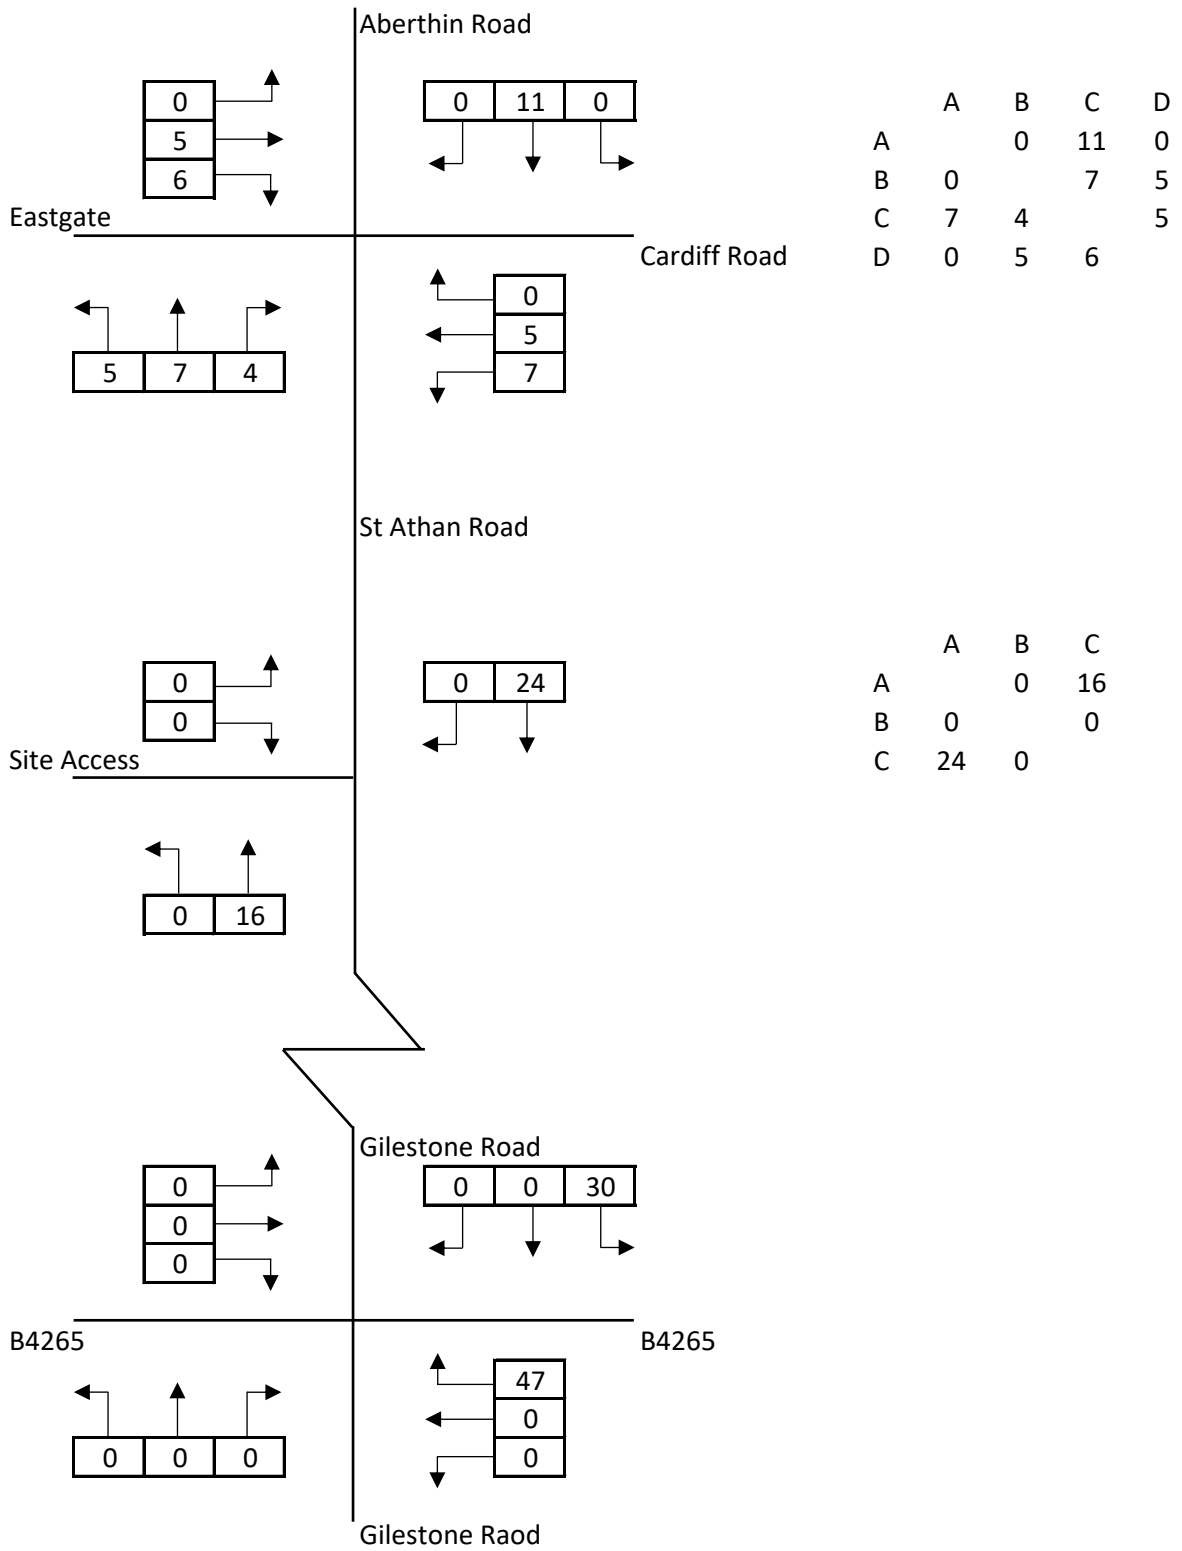 Aberthin Road
0 0 11 0 A B C D
5 A 0 11 0
6 B 0 7 5
Eastgate C 7 4 5
Cardiff Road D 0 5 6
0
5
5 7 4 7
St Athan Road
A B C
0 0 24 A 0 16
0 B 0 0
Site Access C 24 0
0 16
Gilestone Road
0 0 0 30
0
0
B4265 B4265
47
0
0 0 0 0
Gilestone Raod